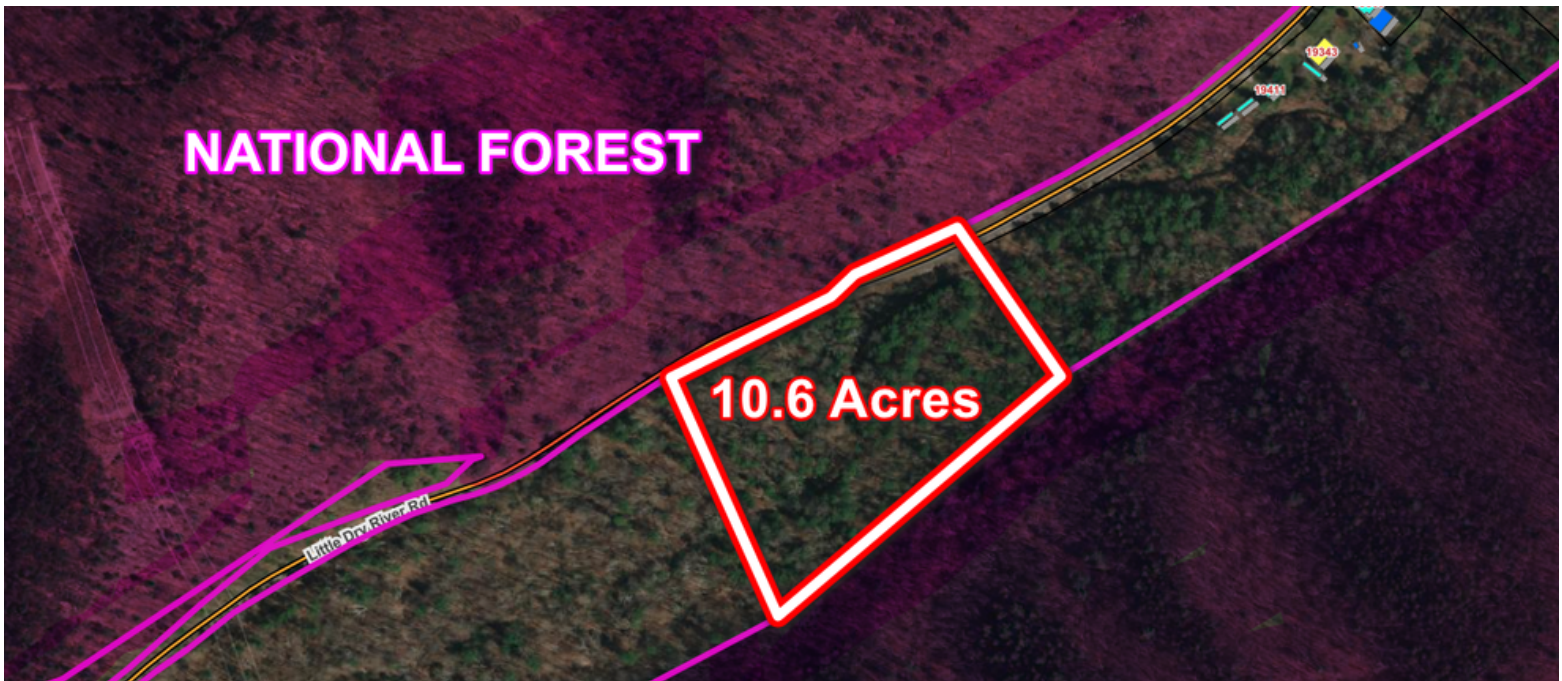 19343
19411
NATIONAL FOREST
10.6 Acres
Little Dry River Rd